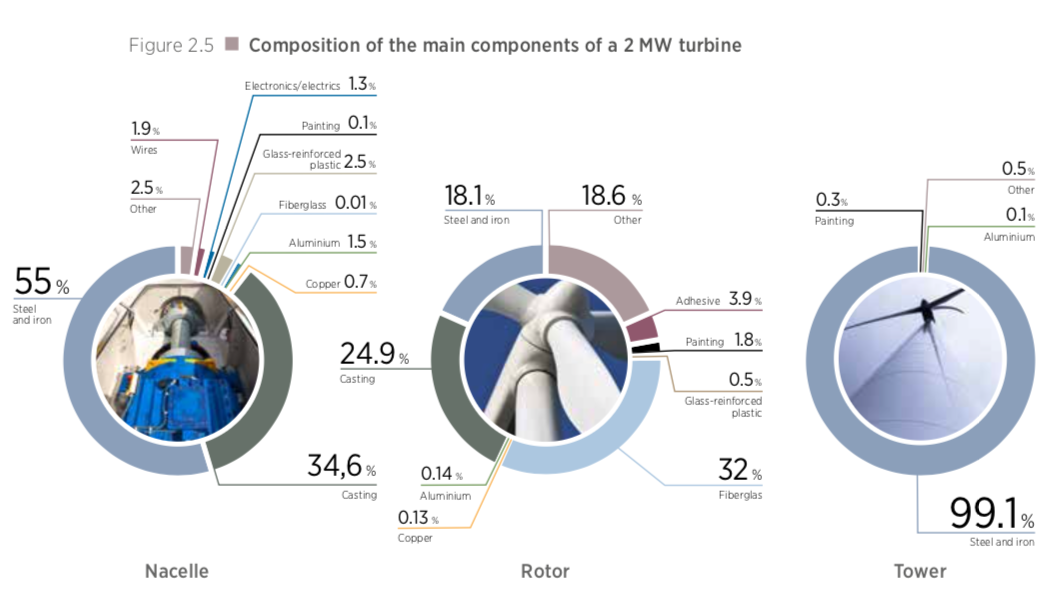 Figure 2.5 Composition of the main components of a 2 MW turbine
Electronics/electrics 1.3%
1.9%
Wires
Painting 0.1%
Glass-reinforced
plastic 2.5%
2.5%
Other
Fiberglass 0.01%
Aluminium 1.5%
Copper 0.7%
55%
Steel
and iron
34,6%
Casting
Nacelle
18.1%
Steel and iron
18.6%
Other
Adhesive 3.9%
Painting 1.8%
0.5%
Glass-reinforced
plastic
24.9%
Casting
32%
Fiberglas
0.14%
Aluminium
0.13%
Copper
Rotor
0.5%
Other
0.3%
Painting
0.1%
Aluminium
99.1%
Steel and iron
Tower